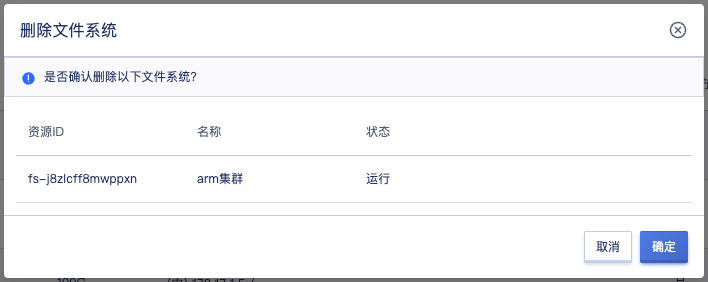 删除文件系统
是否确认删除以下文件系统?
资源ID 名称 状态
fs-j8zlcff8mwppxn arm集群 运行
取消 确定